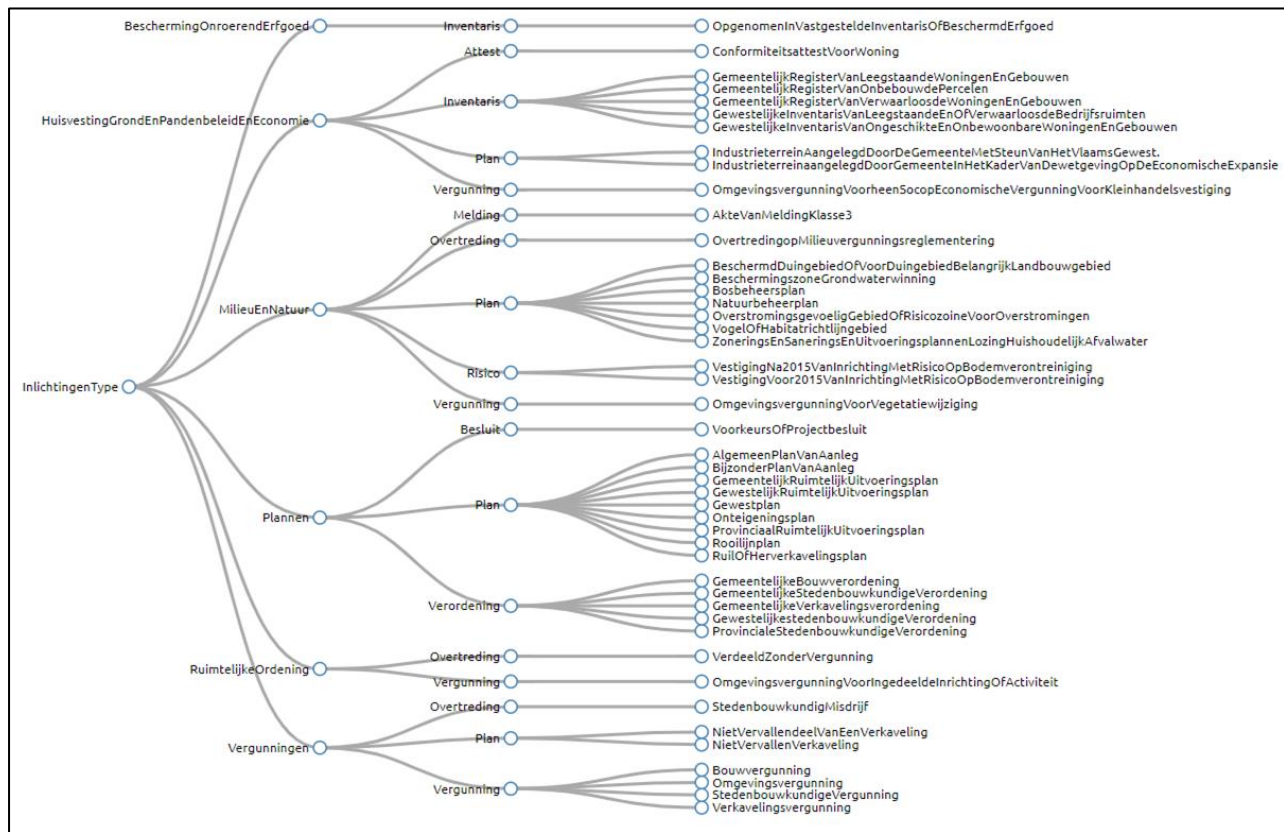 BeschermingOnroerendErfgoed Inventaris OpgenomenInVastgesteldeInventarisOfBeschermdErfgoed
Attest ConformiteitsattestVoorWoning
GemeentelijkRegisterVanLeegstaandeWoningenEnGebouwen
GemeentelijkRegisterVanOnbebouwdePercelen
Inventaris GemeentelijkRegisterVanVerwaarloosdeWoningenEnGebouwen
GewestelijkeInventarisVanLeegstaandeEnOfVerwaarloosdeBedrijfsruimten
HuisvestingGrondEnPandenbeleidEnEconomie GewestelijkeInventarisVanOngeschikteEnOnbewoonbareWoningenEnGebouwen
IndustrieterreinAangelegdDoorDeGemeenteMetSteunVanHetVlaamsGewest.
Plan IndustrieterreinaangelegdDoorGemeenteInHetKaderVanDewetgevingOpDeEconomischeExpansie
Vergunning OmgevingsvergunningVoorheenSocopEconomischeVergunningVoorKleinhandelsvestiging
Melding AkteVanMeldingKlasse3
Overtreding OvertredingopMilieuvergunningsreglementering
BeschermdDuingebiedOfVoorDuingebiedBelangrijkLandbouwgebied
BeschermingszoneGrondwaterwinning
Bosbeheersplan
Plan Natuurbeheerplan
MilieuEnNatuur OverstromingsgevoeligGebiedOfRisicozoineVoorOverstromingen
VogelOfHabitatrichtlijngebied
ZoneringsEnSaneringsEnUitvoeringsplannenLozingHuishoudelijkAfvalwater
VestigingNa2015VanInrichtingMetRisicoOpBodemverontreiniging
Risico VestigingVoor2015VanInrichtingMetRisicoOpBodemverontreiniging
InlichtingenType
Vergunning OmgevingsvergunningVoorVegetatiewijziging
Besluit VoorkeursOfProjectbesluit
AlgemeenPlanVanAanleg
BijzonderPlanVanAanleg
GemeentelijkRuimtelijkUitvoeringsplan
GewestelijkRuimtelijkUitvoeringsplan
Plan Gewestplan
Plannen Onteigeningsplan
ProvinciaalRuimtelijkUitvoeringsplan
Rooilijnplan
RuilOfHerverkavelingsplan
GemeentelijkeBouwverordening
GemeentelijkeStedenbouwkundigeVerordening
Verordening GemeentelijkeVerkavelingsverordening
GewestelijkestedenbouwkundigeVerordening
ProvincialeStedenbouwkundigeVerordening
Overtreding VerdeeldZonderVergunning
RuimtelijkeOrdening
Vergunning OmgevingsvergunningVoorIngedeeldeInrichtingOfActiviteit
Overtreding StedenbouwkundigMisdrijf
NietVervallendeelVanEenVerkaveling
Plan NietVervallenVerkaveling
Vergunningen
Bouwvergunning
Omgevingsvergunning
Vergunning StedenbouwkundigeVergunning
Verkavelingsvergunning